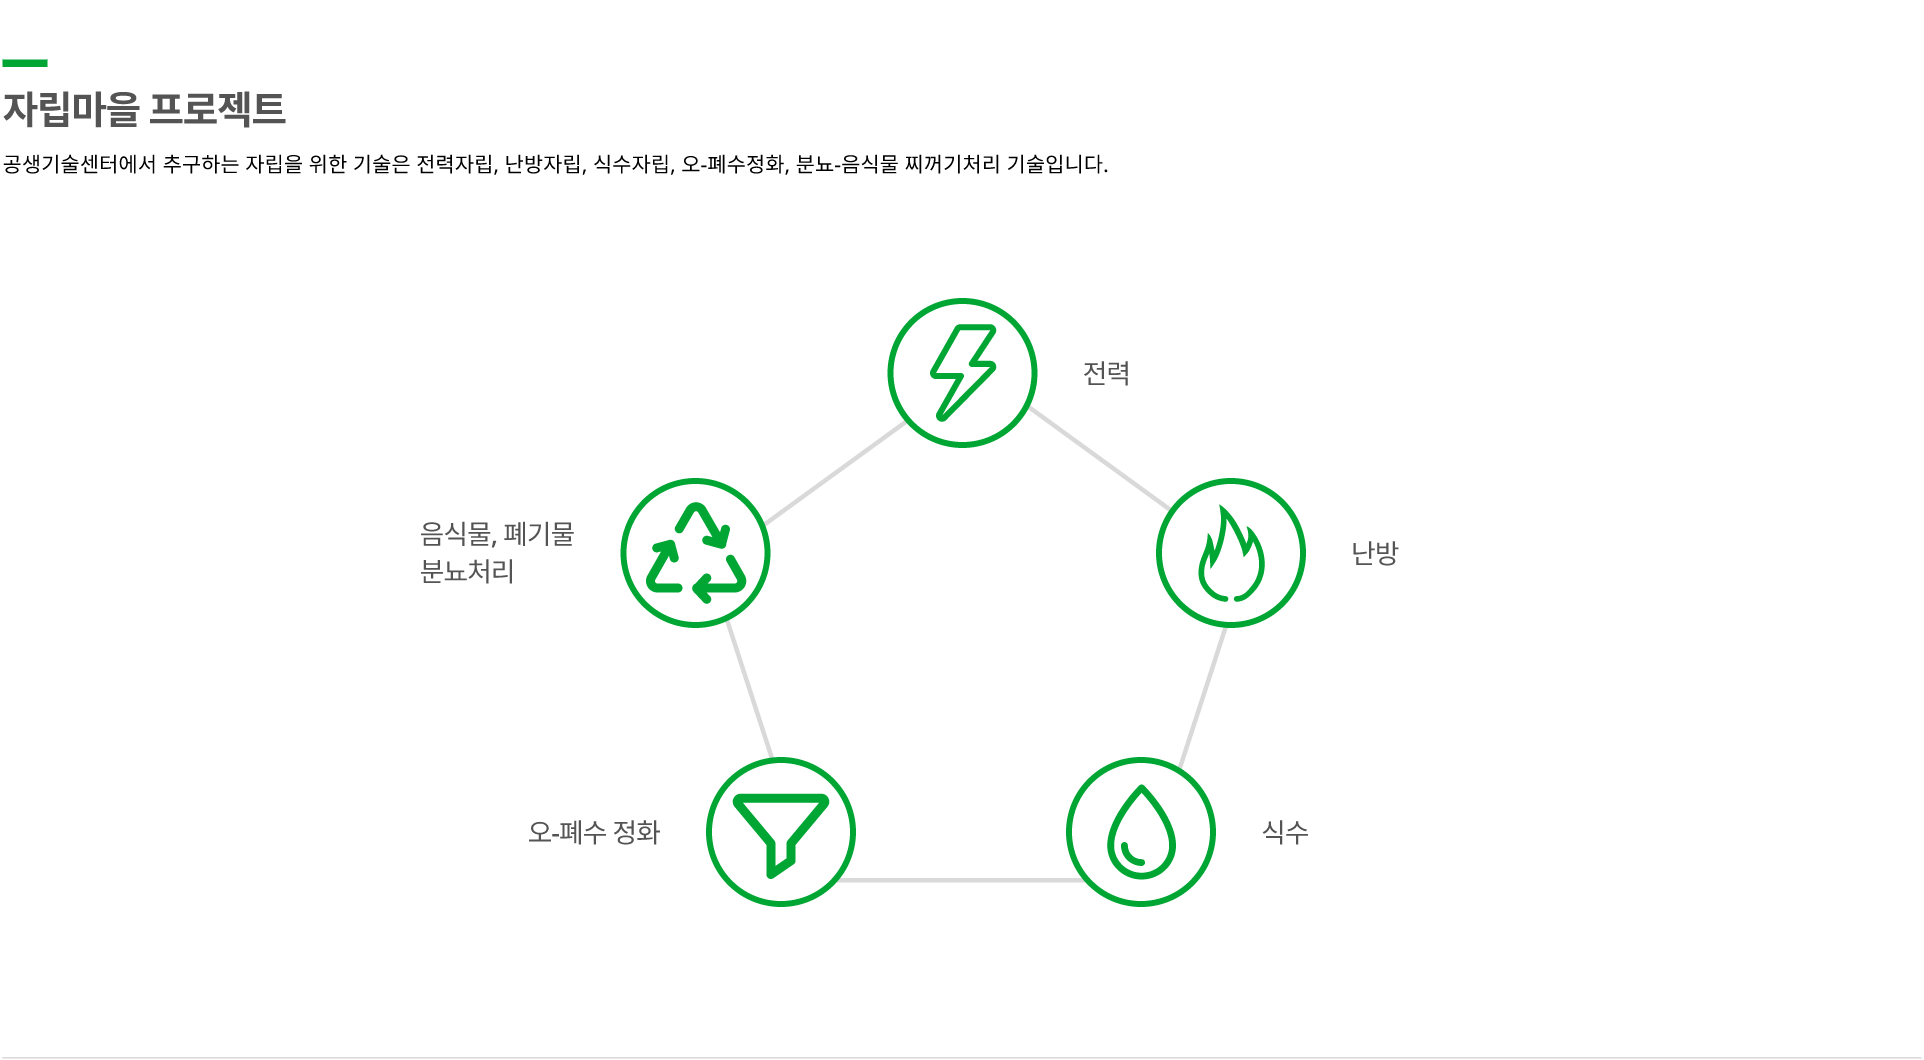 자립마을 프로젝트
공생기술센터에서 추구하는 자립을 위한 기술은 전력자립, 난방자립, 식수자립, 오-폐수정화, 분뇨-음식물 찌꺼기처리 기술입니다.
전력
음식물, 폐기물
분뇨처리
난방
오-폐수 정화
식수